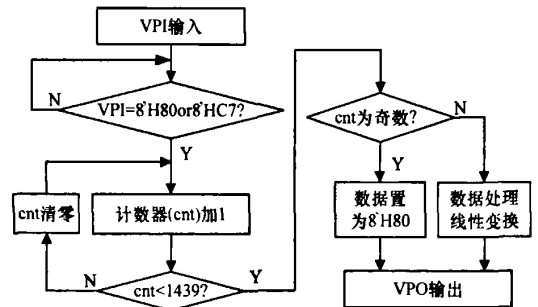 VPI输入
N
VPI=8'H80or8'HC7?
Y
cnt清零
计数器(cnt)加1
N
cnt<1439?
Y
cnt为奇数?
N
Y
数据置
为8'H80
数据处理
线性变换
VPO输出